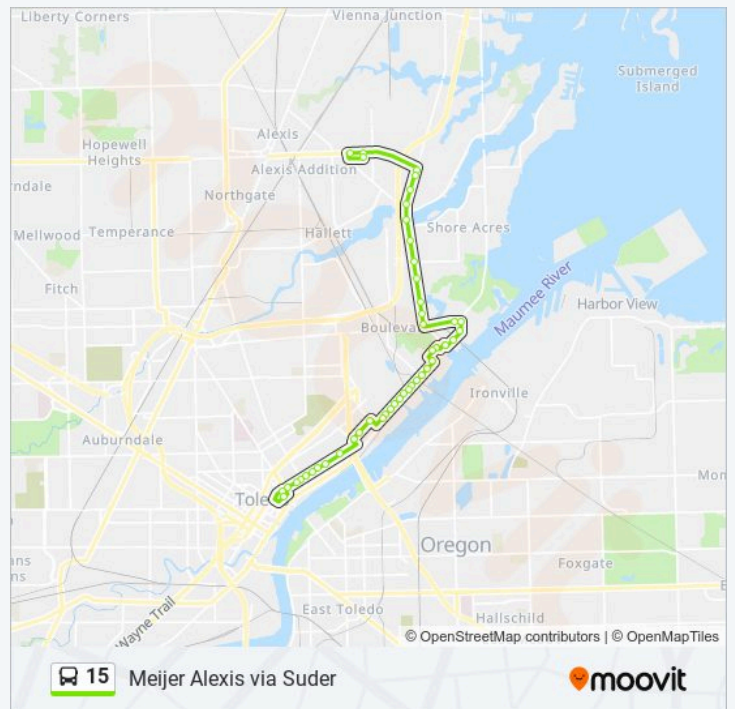 Liberty Corners
Vienna Junction
Submerged
Island
Alexis
Hopewell
Heights
Alexis Addition
ndale
Northgate
Mellwood
Temperance
Hallett
Shore Acres
Fitch
Maumee River
Harbor View
Bouleva
Ironville
Auburndale
Mon
Tole
Oregon
ans
ns
Foxgate
E
East Toledo
Wayne Trail
Hallschild
© OpenStreetMap contributors | © OpenMapTiles
15 Meijer Alexis via Suder
moovit